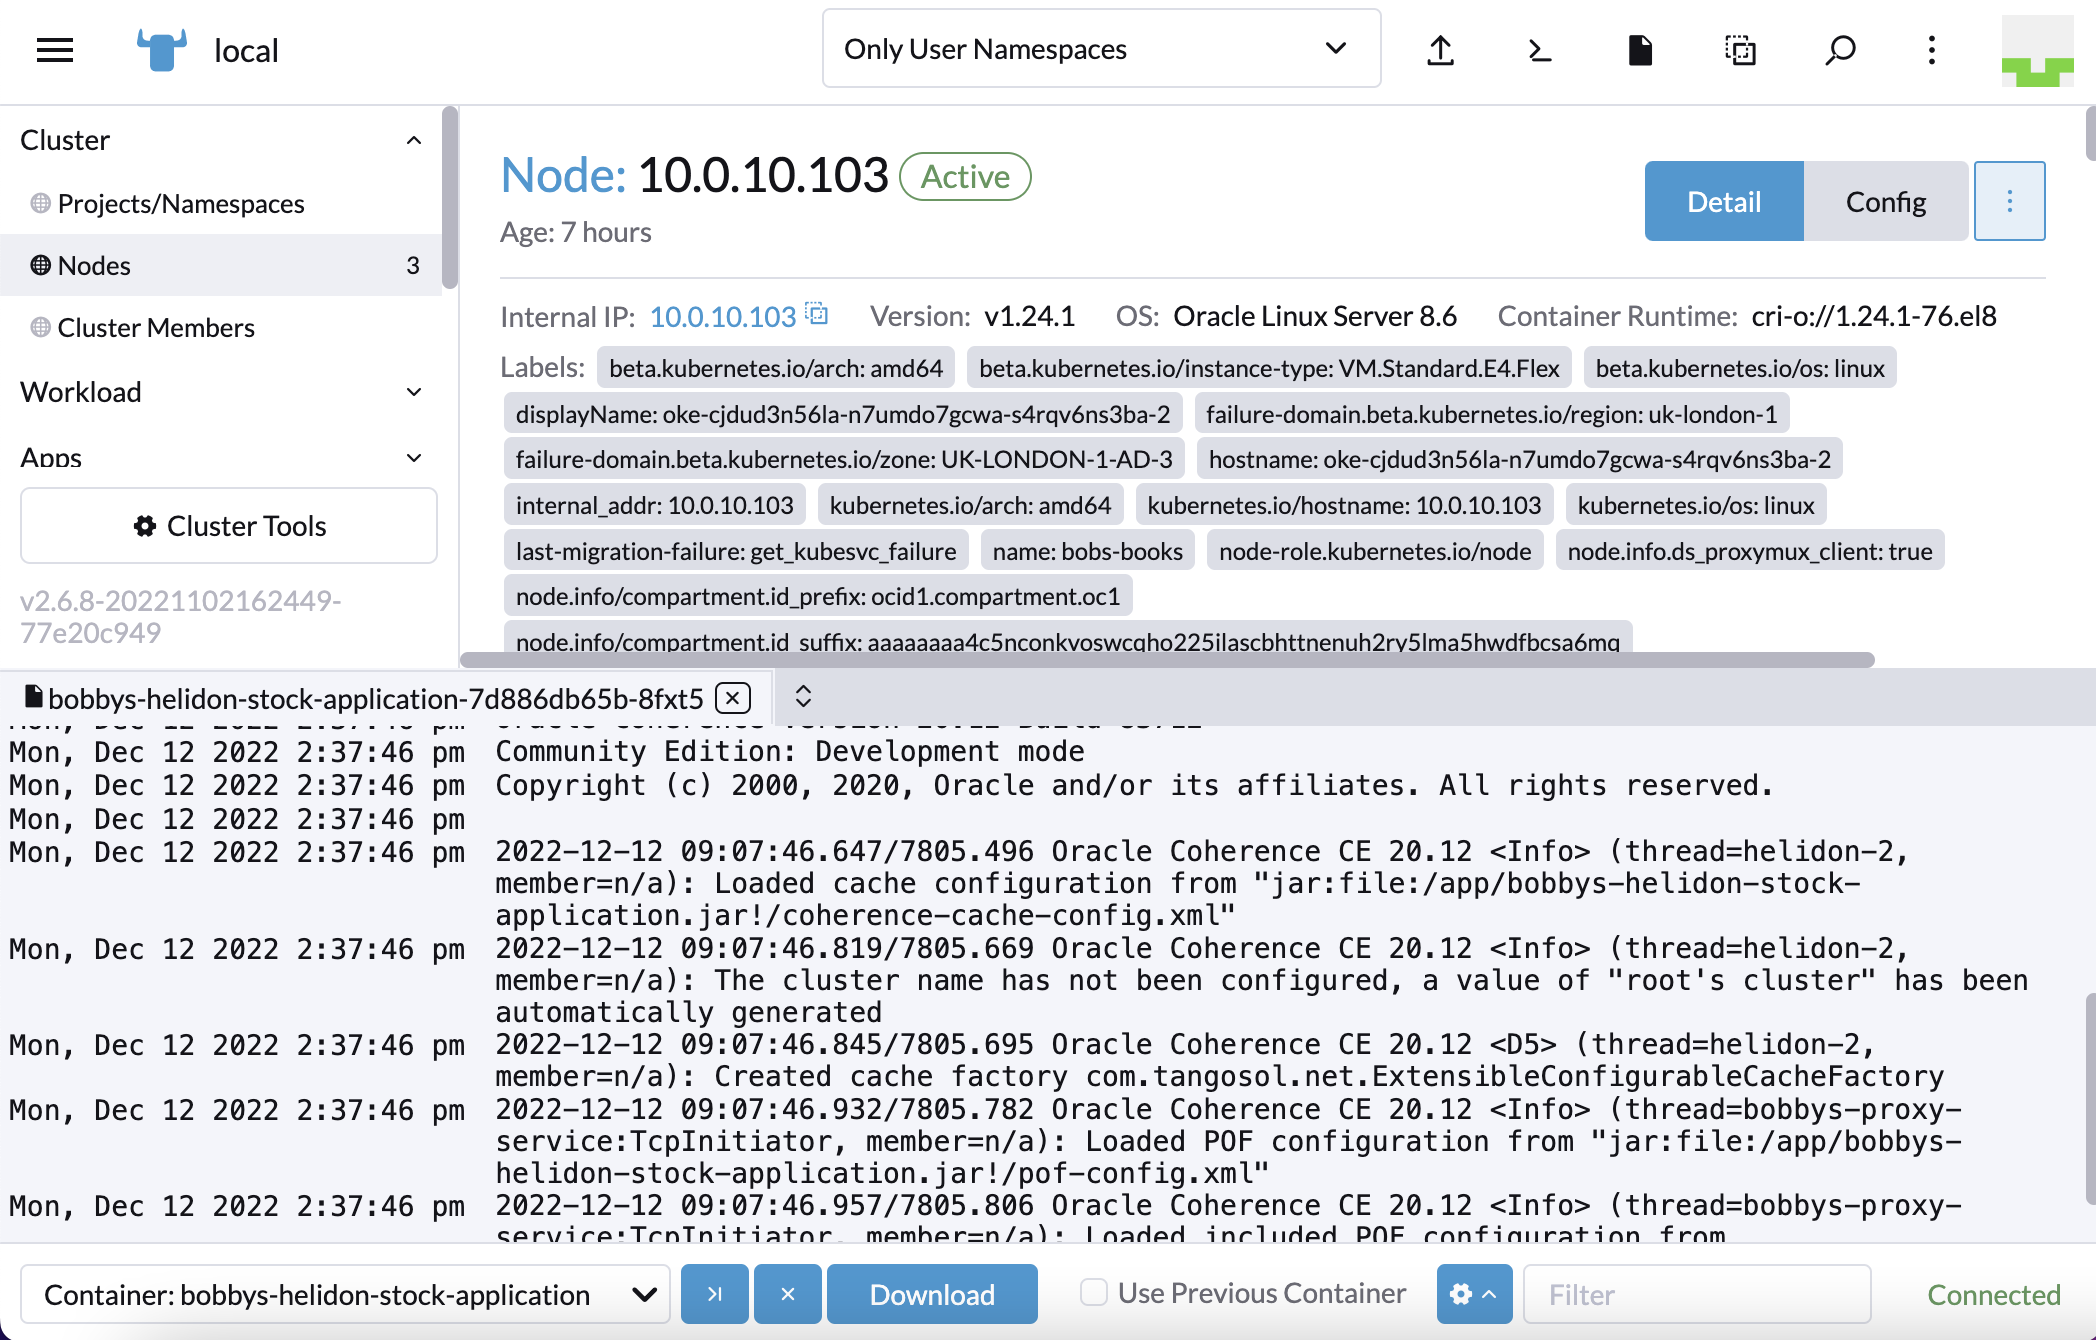 local
Only User Namespaces
Cluster
Projects/Namespaces
Nodes 3
Cluster Members
Workload
Apps
Cluster Tools
v2.6.8-20221102162449-
77e20c949
Node: 10.0.10.103 Active
Age: 7 hours
Detail Config
Internal IP: 10.0.10.103 Version: v1.24.1 OS: Oracle Linux Server 8.6 Container Runtime: cri-o://1.24.1-76.el8
Labels: beta.kubernetes.io/arch: amd64 beta.kubernetes.io/instance-type: VM.Standard.E4.Flex beta.kubernetes.io/os: linux
displayName: oke-cjdud3n56la-n7umdo7gcwa-s4rqv6ns3ba-2 failure-domain.beta.kubernetes.io/region: uk-london-1
failure-domain.beta.kubernetes.io/zone: UK-LONDON-1-AD-3 hostname: oke-cjdud3n56la-n7umdo7gcwa-s4rqv6ns3ba-2
internal_addr: 10.0.10.103 kubernetes.io/arch: amd64 kubernetes.io/hostname: 10.0.10.103 kubernetes.io/os: linux
last-migration-failure: get_kubesvc_failure name: bobs-books node-role.kubernetes.io/node node.info.ds_proxymux_client: true
node.info/compartment.id_prefix: ocid1.compartment.oc1
node.info/compartment.id_suffix: aaaaaaaa4c5nconkvoswcqho225ilascbhttnenuh2ry5lma5hwdfbcsa6mq
bobbys-helidon-stock-application-7d886db65b-8fxt5
Mon, Dec 12 2022 2:37:46 pm Community Edition: Development mode
Mon, Dec 12 2022 2:37:46 pm Copyright (c) 2000, 2020, Oracle and/or its affiliates. All rights reserved.
Mon, Dec 12 2022 2:37:46 pm
Mon, Dec 12 2022 2:37:46 pm 2022-12-12 09:07:46.647/7805.496 Oracle Coherence CE 20.12 <Info> (thread=helidon-2,
member=n/a): Loaded cache configuration from "jar:file:/app/bobbys-helidon-stock-
application.jar!/coherence-cache-config.xml"
Mon, Dec 12 2022 2:37:46 pm 2022-12-12 09:07:46.819/7805.669 Oracle Coherence CE 20.12 <Info> (thread=helidon-2,
member=n/a): The cluster name has not been configured, a value of "root's cluster" has been
automatically generated
Mon, Dec 12 2022 2:37:46 pm 2022-12-12 09:07:46.845/7805.695 Oracle Coherence CE 20.12 <D5> (thread=helidon-2,
member=n/a): Created cache factory com.tangosol.net.ExtensibleConfigurableCacheFactory
Mon, Dec 12 2022 2:37:46 pm 2022-12-12 09:07:46.932/7805.782 Oracle Coherence CE 20.12 <Info> (thread=bobbys-proxy-
service:TcpInitiator, member=n/a): Loaded POF configuration from "jar:file:/app/bobbys-
helidon-stock-application.jar!/pof-config.xml"
Mon, Dec 12 2022 2:37:46 pm 2022-12-12 09:07:46.957/7805.806 Oracle Coherence CE 20.12 <Info> (thread=bobbys-proxy-
service:TcpInitiator, member=n/a): Loaded included POF configuration from
Container: bobbys-helidon-stock-application Download Use Previous Container Filter Connected